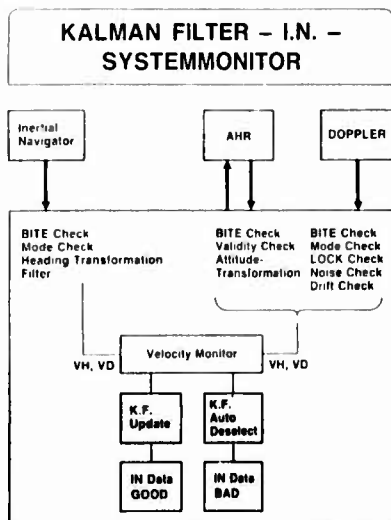 KALMAN FILTER – I.N. –
SYSTEMMONITOR
Inertial
Navigator
AHR
DOPPLER
BITE Check
Mode Check
Heading Transformation
Filter
BITE Check
Validity Check
Attitude-
Transformation
BITE Check
Mode Check
LOCK Check
Noise Check
Drift Check
VH, VD
Velocity Monitor
VH, VD
K.F.
Update
K.F.
Auto
Deselect
IN Data
GOOD
IN Data
BAD